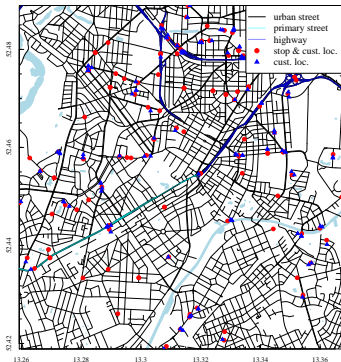 urban street
primary street
highway
stop & cust. loc.
cust. loc.
52.48
52.46
52.44
52.42
13.26 13.28 13.3 13.32 13.34 13.36